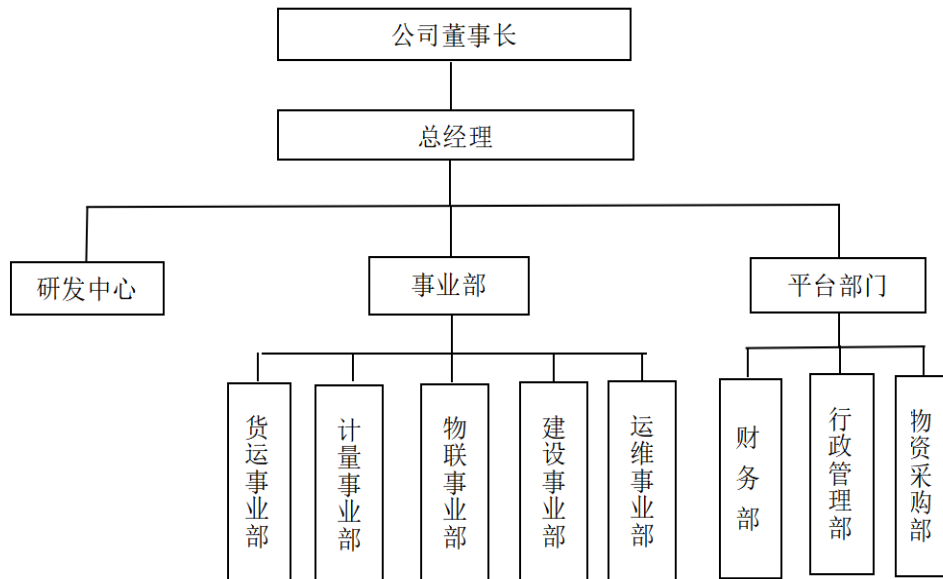 公司董事长
总经理
研发中心
事业部
平台部门
货运事业部
计量事业部
物联事业部
建设事业部
运维事业部
财务部
行政管理部
物资采购部